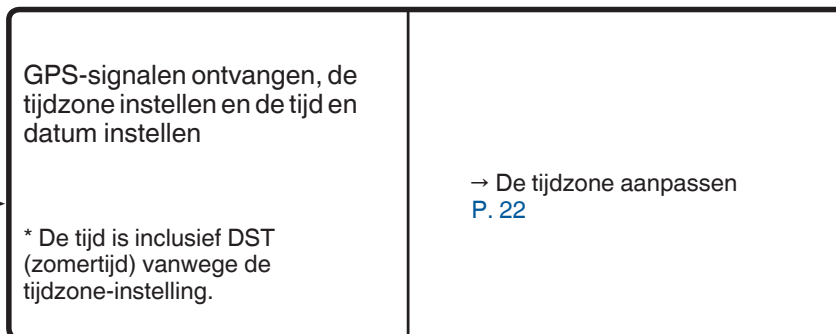 GPS-signalen ontvangen, de
tijdzone instellen en de tijd en
datum instellen
* De tijd is inclusief DST
(zomertijd) vanwege de
tijdzone-instelling.
→ De tijdzone aanpassen
P. 22